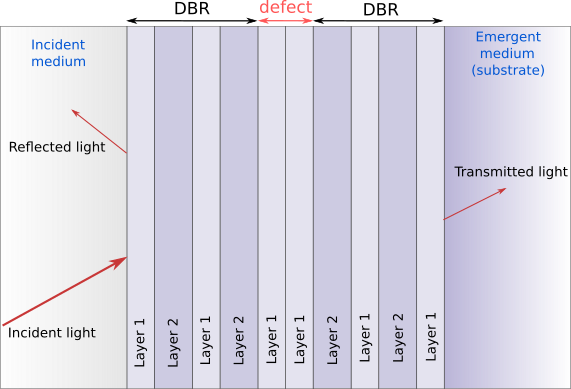 DBR
defect
DBR
Incident
medium
Emergent
medium
(substrate)
Reflected light
Transmitted light
Incident light
Layer 1
Layer 2
Layer 1
Layer 2
Layer 1
Layer 1
Layer 2
Layer 1
Layer 2
Layer 1